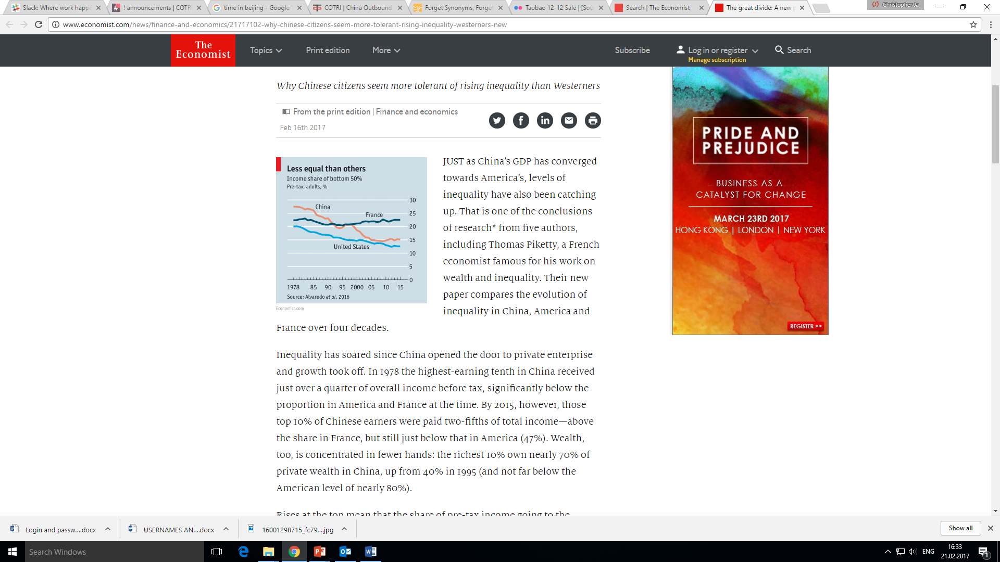 Slack: Where work happe
! announcements | COTRI
time in beijing - Google
COTRI | China Outbound
Forget Synonyms, Forget
Taobao 12-12 Sale | [Sou
Search | The Economist
The great divide: A new p
Christopher Ja
www.economist.com/news/finance-and-economics/21717102-why-chinese-citizens-seem-more-tolerant-rising-inequality-westerners-new
The
Economist
Topics
Print edition
More
Subscribe
Log in or register
Manage subscription
Search
Why Chinese citizens seem more tolerant of rising inequality than Westerners
From the print edition | Finance and economics
Feb 16th 2017
Less equal than others
Income share of bottom 50%
Pre-tax, adults, %
30
25
20
15
10
5
0
China
France
United States
1978 85 90 95 2000 05 10 15
Source: Alvaredo et al, 2016
Economist.com
JUST as China’s GDP has converged
towards America’s, levels of
inequality have also been catching
up. That is one of the conclusions
of research* from five authors,
including Thomas Piketty, a French
economist famous for his work on
wealth and inequality. Their new
paper compares the evolution of
inequality in China, America and
France over four decades.
Inequality has soared since China opened the door to private enterprise
and growth took off. In 1978 the highest-earning tenth in China received
just over a quarter of overall income before tax, significantly below the
proportion in America and France at the time. By 2015, however, those
top 10% of Chinese earners were paid two-fifths of total income—above
the share in France, but still just below that in America (47%). Wealth,
too, is concentrated in fewer hands: the richest 10% own nearly 70% of
private wealth in China, up from 40% in 1995 (and not far below the
American level of nearly 80%).
Rises at the top mean that the share of pre-tax income going to the
PRIDE AND
PREJUDICE
BUSINESS AS A
CATALYST FOR CHANGE
MARCH 23RD 2017
HONG KONG | LONDON | NEW YORK
REGISTER >>
Login and passw....docx
USERNAMES AN....docx
16001298715_fc79....jpg
Show all
Search Windows
ENG
16:33
21.02.2017
1